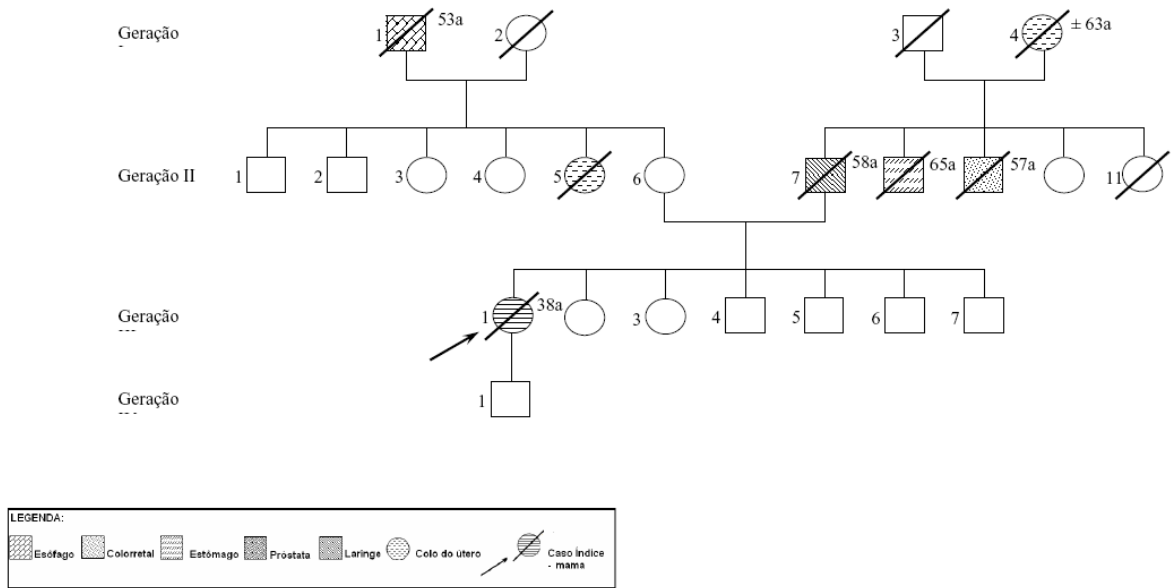 Geração
1 53a 2 3 4 ± 63a
Geração II
1 2 3 4 5 6 7 58a 65a 57a 11
Geração
1 38a 3 4 5 6 7
Geração
1
LEGENDA:
Esófago Colorretal Estómago Próstata Laringe Colo do útero Caso Índice
- mama